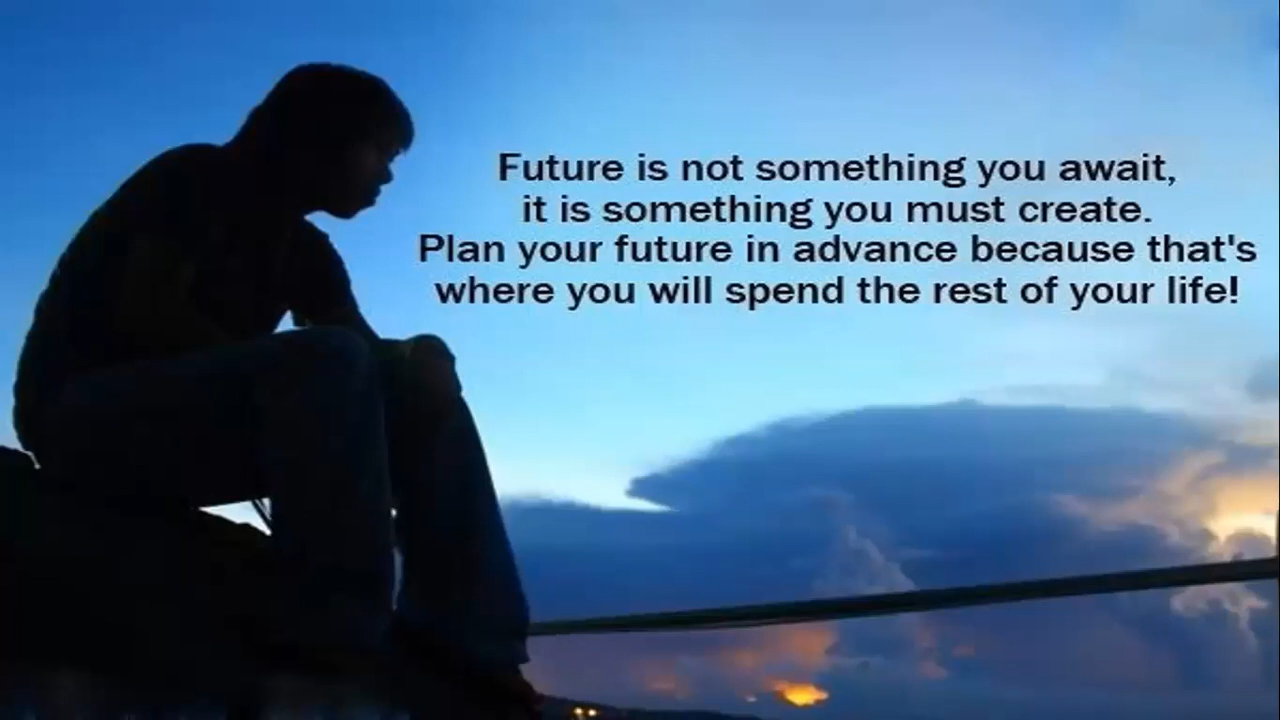 Future is not something you await,
it is something you must create.
Plan your future in advance because that's
where you will spend the rest of your life!